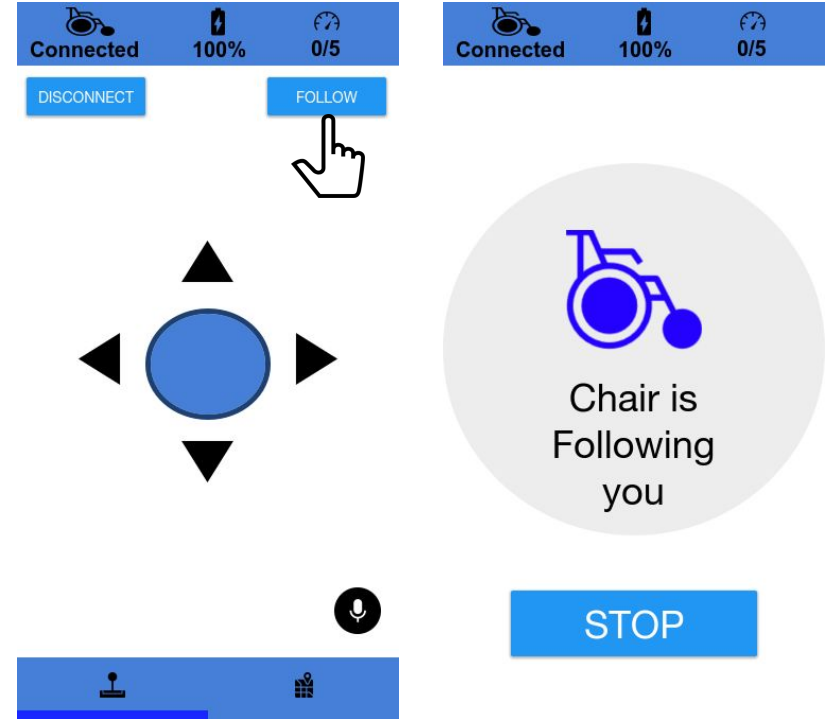 Connected 100% 0/5
DISCONNECT FOLLOW
Connected 100% 0/5
Chair is
Following
you
STOP